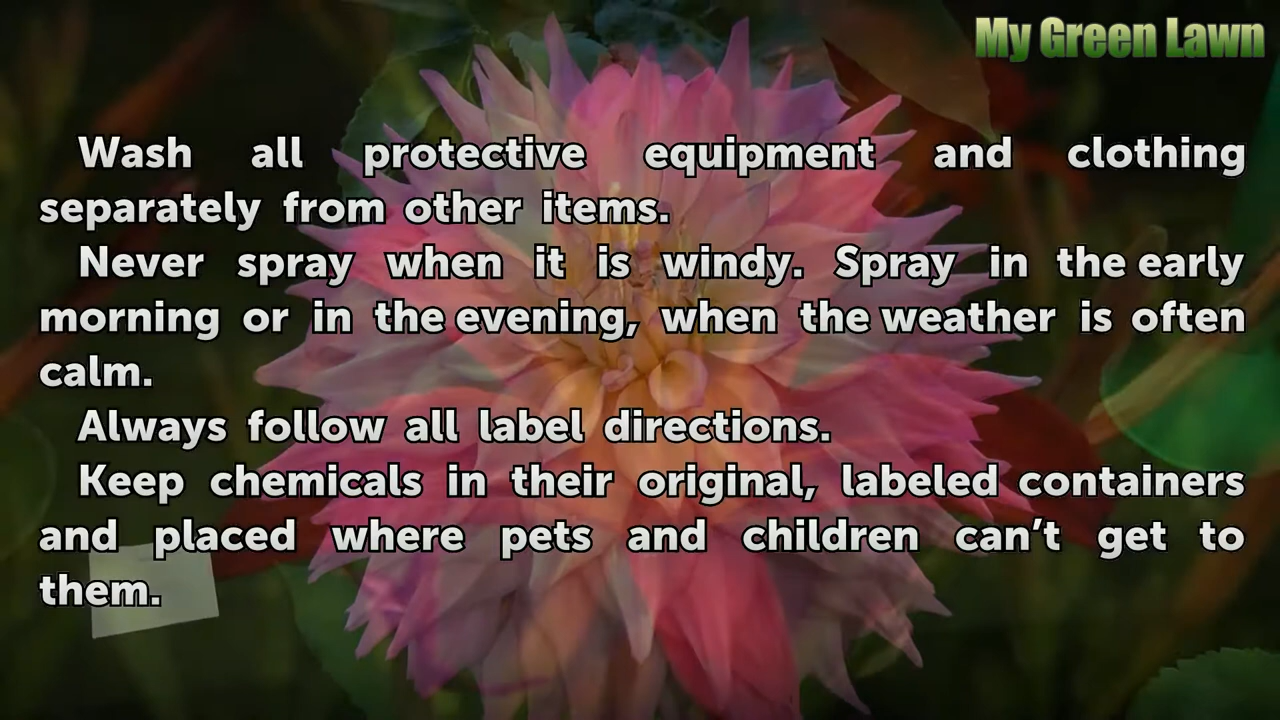 My Green Lawn
Wash all protective equipment and clothing
separately from other items.
Never spray when it is windy. Spray in the early
morning or in the evening, when the weather is often
calm.
Always follow all label directions.
Keep chemicals in their original, labeled containers
and placed where pets and children can’t get to
them.